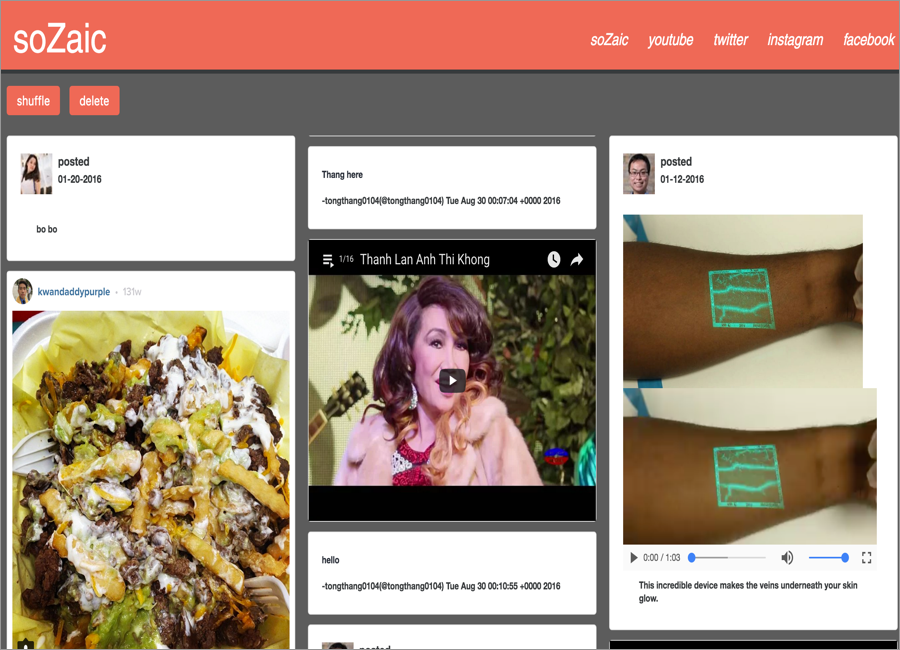 soZaic
soZaic youtube twitter instagram facebook
shuffle delete
posted
01-20-2016
bo bo
kwandaddypurple • 131w
Thang here
-tongthang0104(@tongthang0104) Tue Aug 30 00:07:04 +0000 2016
1/16 Thanh Lan Anh Thi Khong
hello
-tongthang0104(@tongthang0104) Tue Aug 30 00:10:55 +0000 2016
posted
posted
01-12-2016
0:00 / 1:03
This incredible device makes the veins underneath your skin
glow.